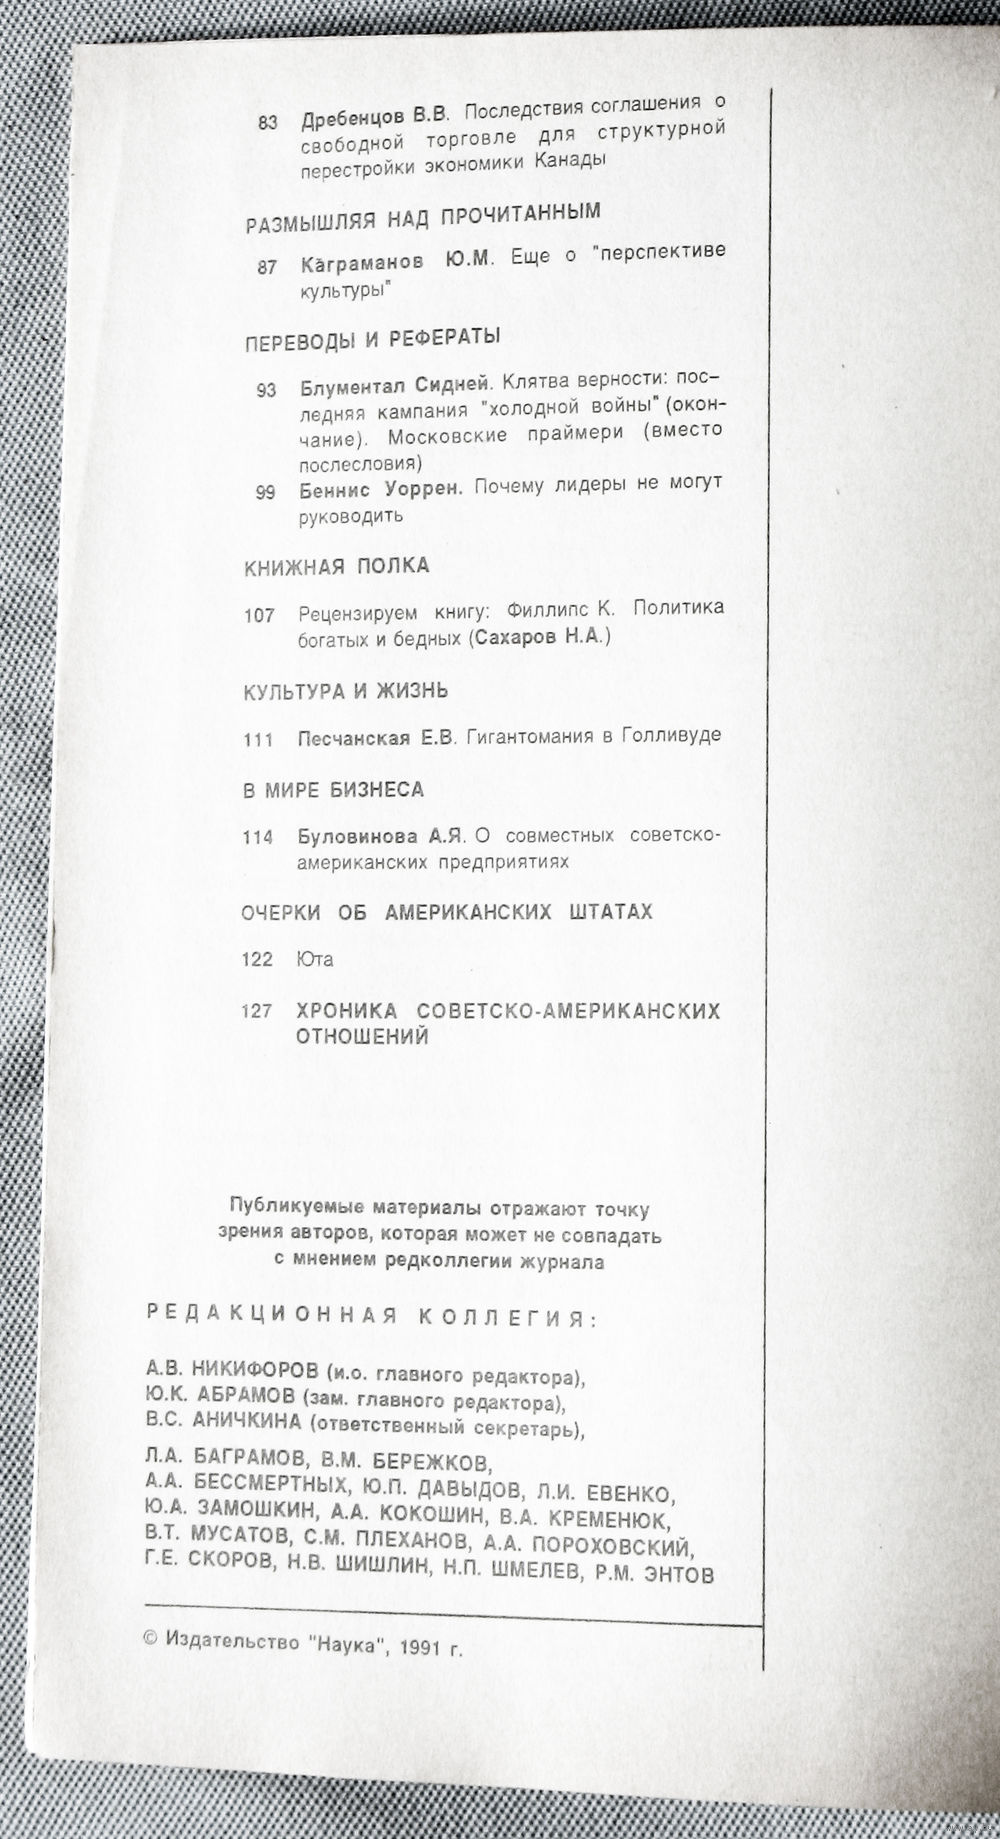 83 Дребенцов В.В. Последствия соглашения о
свободной торговле для структурной
перестройки экономики Канады
РАЗМЫШЛЯЯ НАД ПРОЧИТАННЫМ
87 Каграманов Ю.М. Еще о "перспективе
культуры"
ПЕРЕВОДЫ И РЕФЕРАТЫ
93 Блументал Сидней. Клятва верности: пос-
ледняя кампания "холодной войны" (окон-
чание). Московские праймери (вместо
послесловия)
99 Беннис Уоррен. Почему лидеры не могут
руководить
КНИЖНАЯ ПОЛКА
107 Рецензируем книгу: Филлипс К. Политика
богатых и бедных (Сахаров Н.А.)
КУЛЬТУРА И ЖИЗНЬ
111 Песчанская Е.В. Гигантомания в Голливуде
В МИРЕ БИЗНЕСА
114 Буловинова А.Я. О совместных советско-
американских предприятиях
ОЧЕРКИ ОБ АМЕРИКАНСКИХ ШТАТАХ
122 Юта
127 ХРОНИКА СОВЕТСКО-АМЕРИКАНСКИХ
ОТНОШЕНИЙ
Публикуемые материалы отражают точку
зрения авторов, которая может не совпадать
с мнением редколлегии журнала
РЕДАКЦИОННАЯ КОЛЛЕГИЯ:
А.В. НИКИФОРОВ (и.о. главного редактора),
Ю.К. АБРАМОВ (зам. главного редактора),
В.С. АНИЧКИНА (ответственный секретарь),
Л.А. БАГРАМОВ, В.М. БЕРЕЖКОВ,
А.А. БЕССМЕРТНЫХ, Ю.П. ДАВЫДОВ, Л.И. ЕВЕНКО,
Ю.А. ЗАМОШКИН, А.А. КОКОШИН, В.А. КРЕМЕНЮК,
В.Т. МУСАТОВ, С.М. ПЛЕХАНОВ, А.А. ПОРОХОВСКИЙ,
Г.Е. СКОРОВ, Н.В. ШИШЛИН, Н.П. ШМЕЛЕВ, Р.М. ЭНТОВ
© Издательство "Наука", 1991 г.